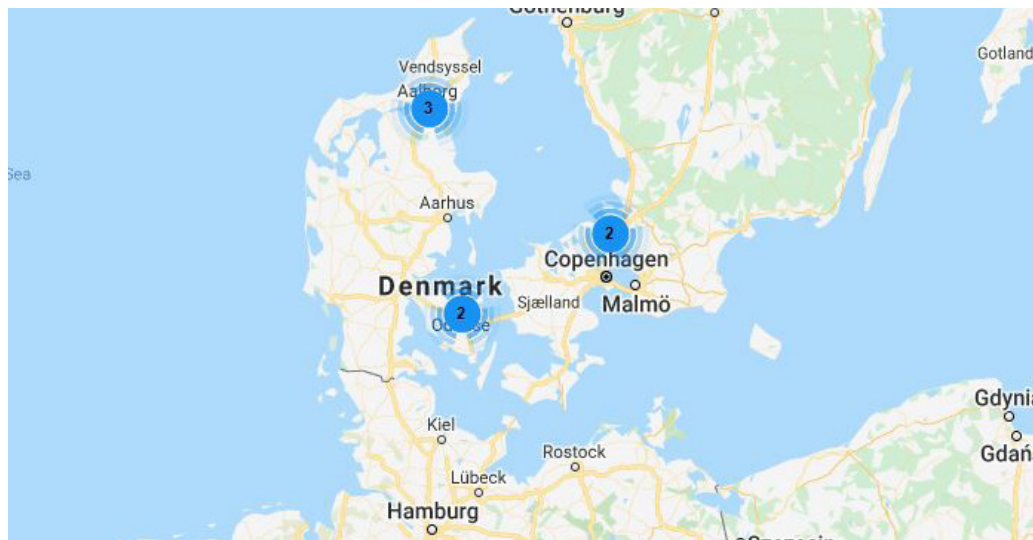 Gothenburg
Vendsyssel
Gotland
Aalborg
3
Sea
Aarhus
2
Copenhagen
Denmark
Sjælland
Malmö
2
Odense
Gdynia
Kiel
Rostock
Lübeck
Hamburg